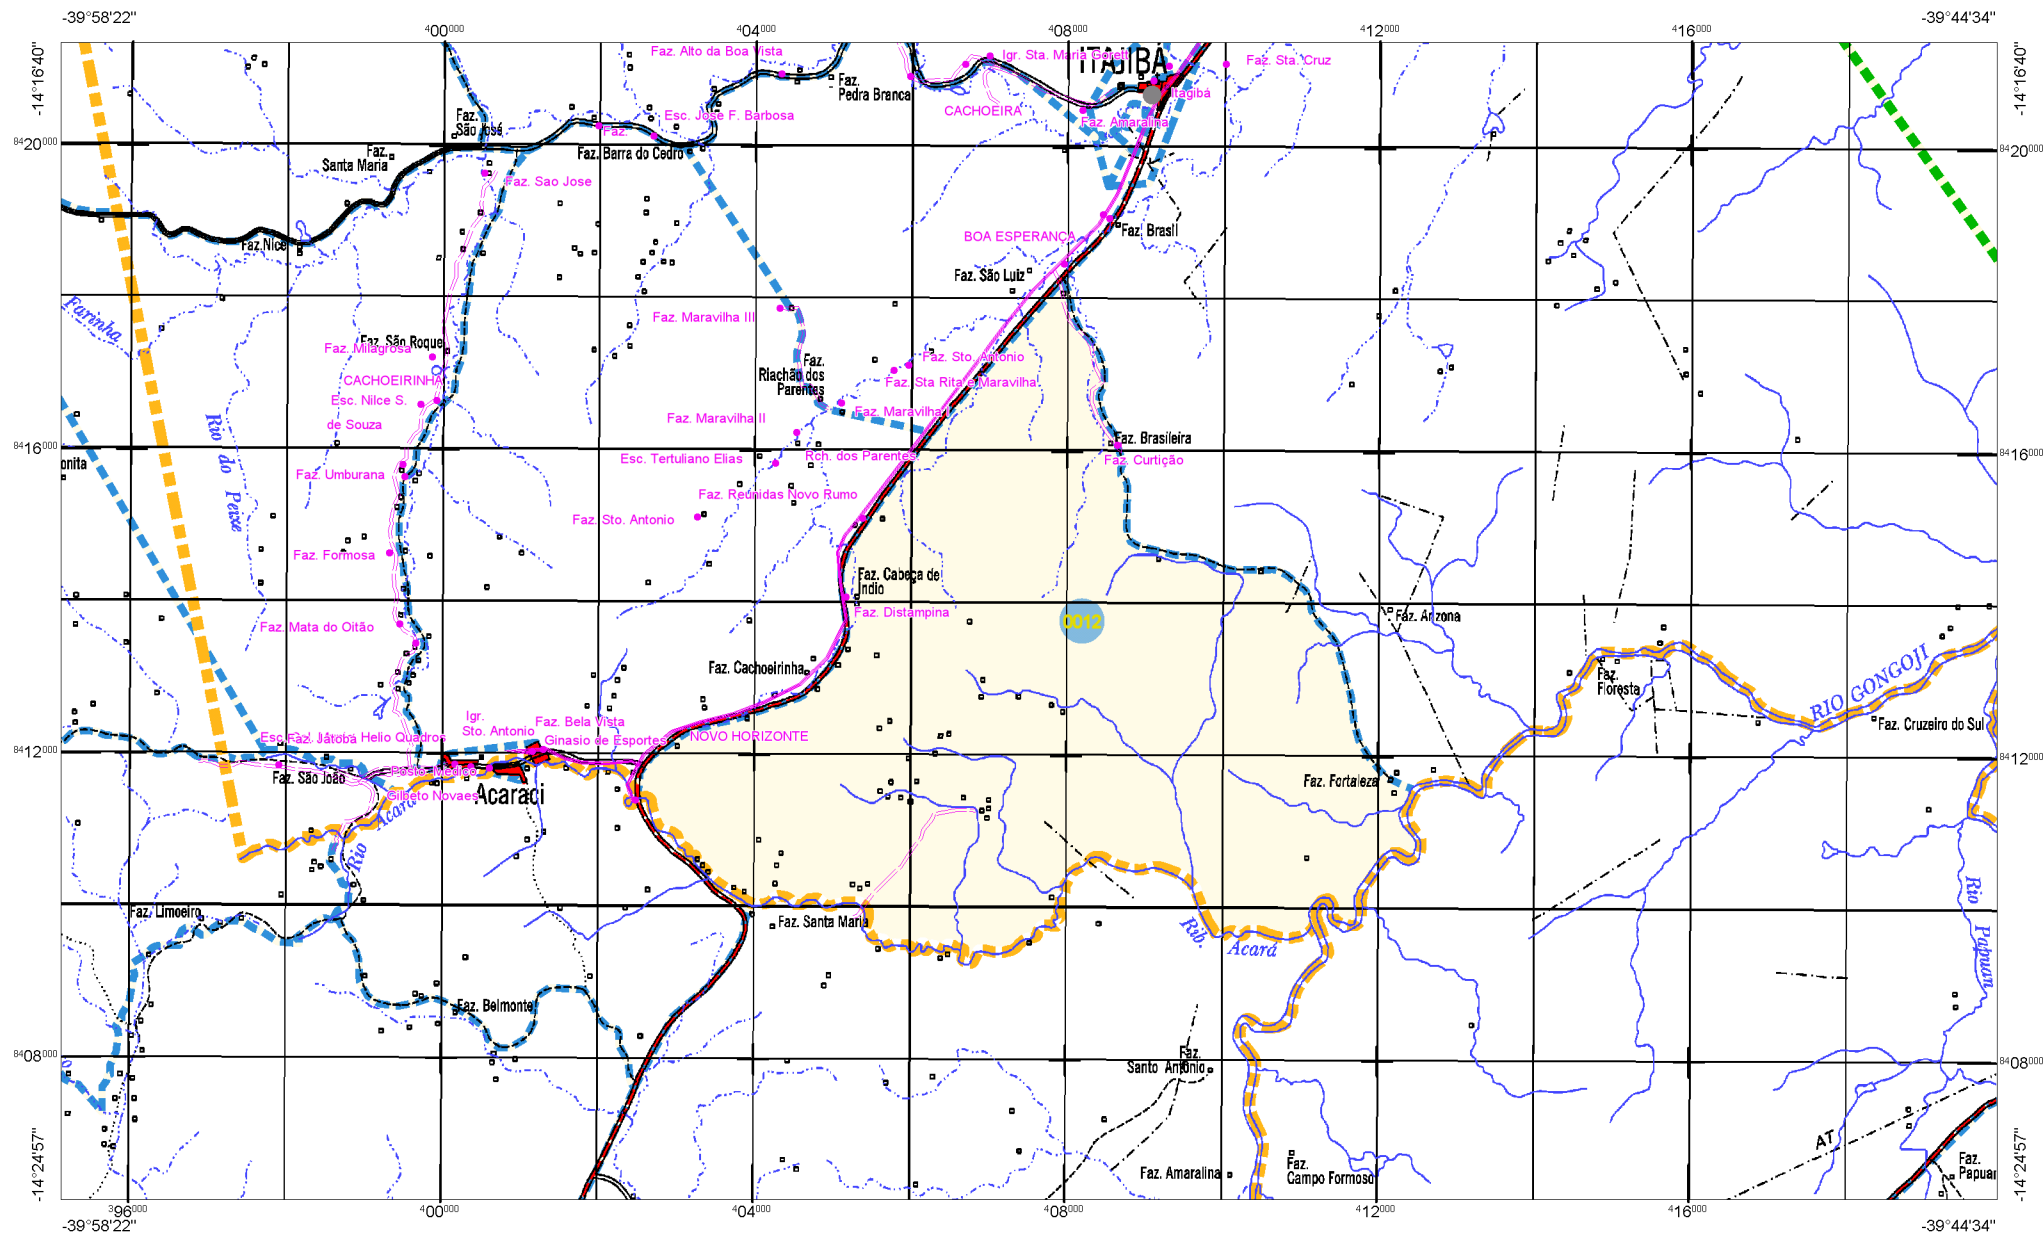 -39°58'22"
-39°44'34"
400000
404000
408000
412000
416000
-14°16'40"
-14°16'40"
Faz. Alto da Boa Vista
Igr. Sta. Maria Gorett
ITAGIBA
Faz. Sta. Cruz
Faz.
Pedra Branca
Itagibá
CACHOEIRA
Faz.
São José
Esc. Jose F. Barbosa
Faz. Amaralina
Faz.
8420000
8420000
Faz.
Santa Maria
Faz. Barra do Cedro
Faz. Sao Jose
Faz. Nice
BOA ESPERANÇA
Faz. Brasil
Faz. São Luiz
Farinha
Faz. Maravilha III
Faz. São Roque
Faz. Milagrosa
Faz. Sto. Antonio
Faz.
Riachão dos
Parentes
CACHOEIRINHA
Faz. Sta Rita e Maravilha
Esc. Nilce S.
de Souza
Faz. Maravilha I
Faz. Maravilha II
Rio do Peixe
Faz. Brasileira
8416000
8416000
onita
Esc. Tertuliano Elias
Rch. dos Parentes
Faz. Curtição
Faz. Umburana
Faz. Reunidas Novo Rumo
Faz. Sto. Antonio
Faz. Formosa
Faz. Cabeça de
Indio
Faz. Distampina
0012
Faz. Arizona
Faz. Mata do Oitão
Faz. Cachoeirinha
Faz.
Floresta
RIO GONGOJI
Faz. Cruzeiro do Sul
Igr.
Sto. Antonio
Faz. Bela Vista
Ginasio de Esportes
NOVO HORIZONTE
Faz. Jatobá
Helio Quadros
8412000
8412000
Faz. São João
Posto Médico
Gilbeto Novaes
Acaraci
Faz. Fortaleza
Rio Acará
Faz. Limoeiro
Faz. Santa Maria
Rib. Acará
Rio Papuan
Faz. Belmonte
8408000
8408000
Faz.
Santo Antônio
AT
Faz. Amaralina
Faz.
Campo Formoso
Faz.
Papuan
-14°24'57"
-14°24'57"
396000
400000
404000
408000
412000
416000
-39°58'22"
-39°44'34"